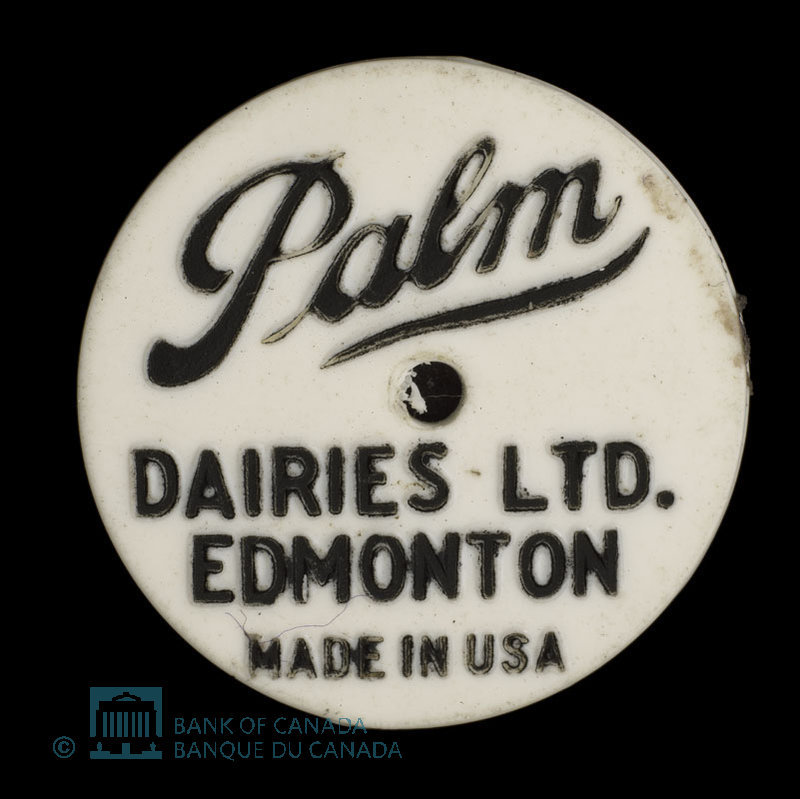 Palm
DAIRIES LTD.
EDMONTON
MADE IN USA
© BANK OF CANADA
BANQUE DU CANADA